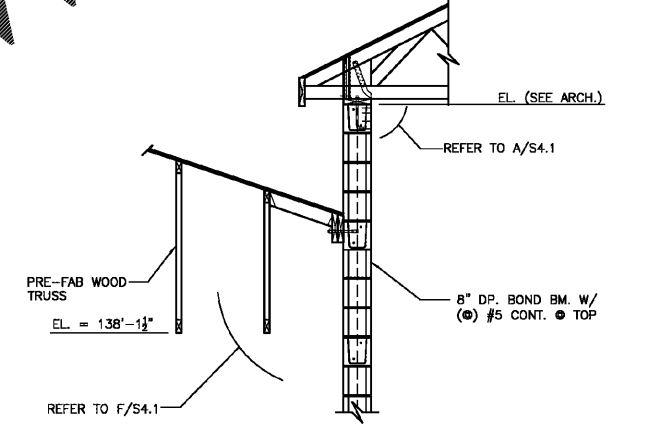 EL. (SEE ARCH.)
REFER TO A/S4.1
PRE-FAB WOOD
TRUSS
EL. = 138'-1½"
8" DP. BOND BM. W/
(@) #5 CONT. @ TOP
REFER TO F/S4.1